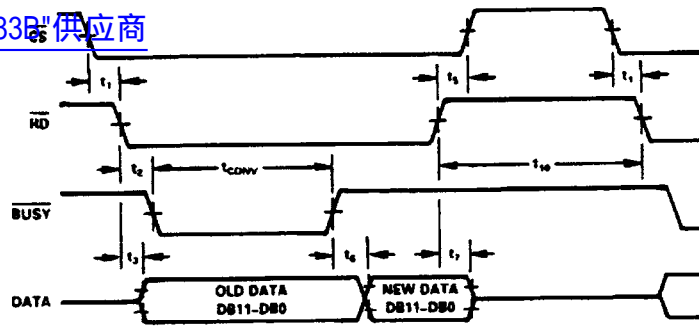 33B"供应商
CS
t1
t5
t1
RD
t2
tCONV
t10
BUSY
t3
t6
t7
DATA
OLD DATA
DB11-DB0
NEW DATA
DB11-DB0